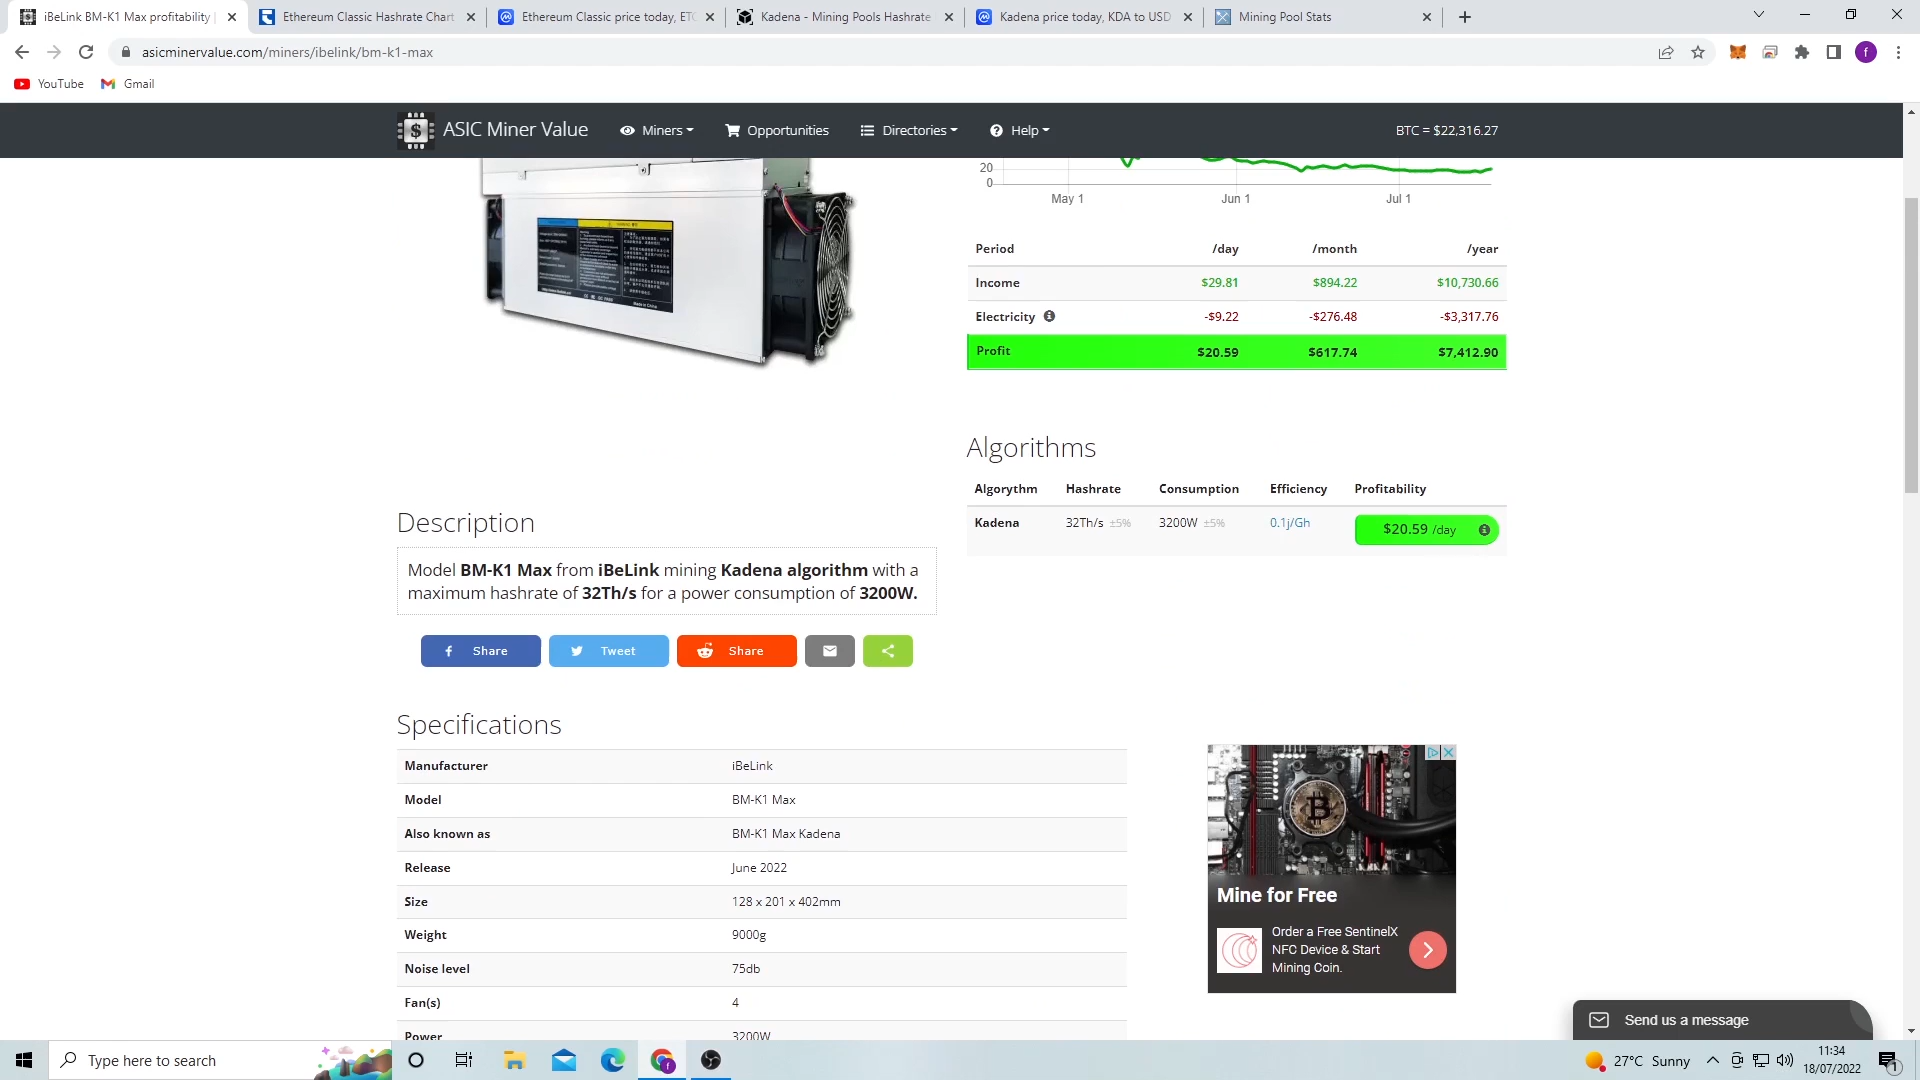 iBeLink BM-K1 Max profitability |
Ethereum Classic Hashrate Chart
Ethereum Classic price today, ETC
Kadena - Mining Pools Hashrate
Kadena price today, KDA to USD
Mining Pool Stats
asicminervalue.com/miners/ibelink/bm-k1-max
f
YouTube
Gmail
ASIC Miner Value
Miners
Opportunities
Directories
Help
BTC = $22,316.27
20
0
May 1
Jun 1
Jul 1
Period /day /month /year
Income $29.81 $894.22 $10,730.66
Electricity -$9.22 -$276.48 -$3,317.76
Profit $20.59 $617.74 $7,412.90
Algorithms
Algorythm Hashrate Consumption Efficiency Profitability
Kadena 32Th/s ±5% 3200W ±5% 0.1j/Gh $20.59 /day
Description
Model BM-K1 Max from iBeLink mining Kadena algorithm with a
maximum hashrate of 32Th/s for a power consumption of 3200W.
Share
Tweet
Share
Specifications
Manufacturer iBeLink
Model BM-K1 Max
Also known as BM-K1 Max Kadena
Release June 2022
Size 128 x 201 x 402mm
Weight 9000g
Noise level 75db
Fan(s) 4
Power 3200W
Mine for Free
Order a Free SentinelX
NFC Device & Start
Mining Coin.
Send us a message
Type here to search
27°C Sunny
11:34
18/07/2022
1